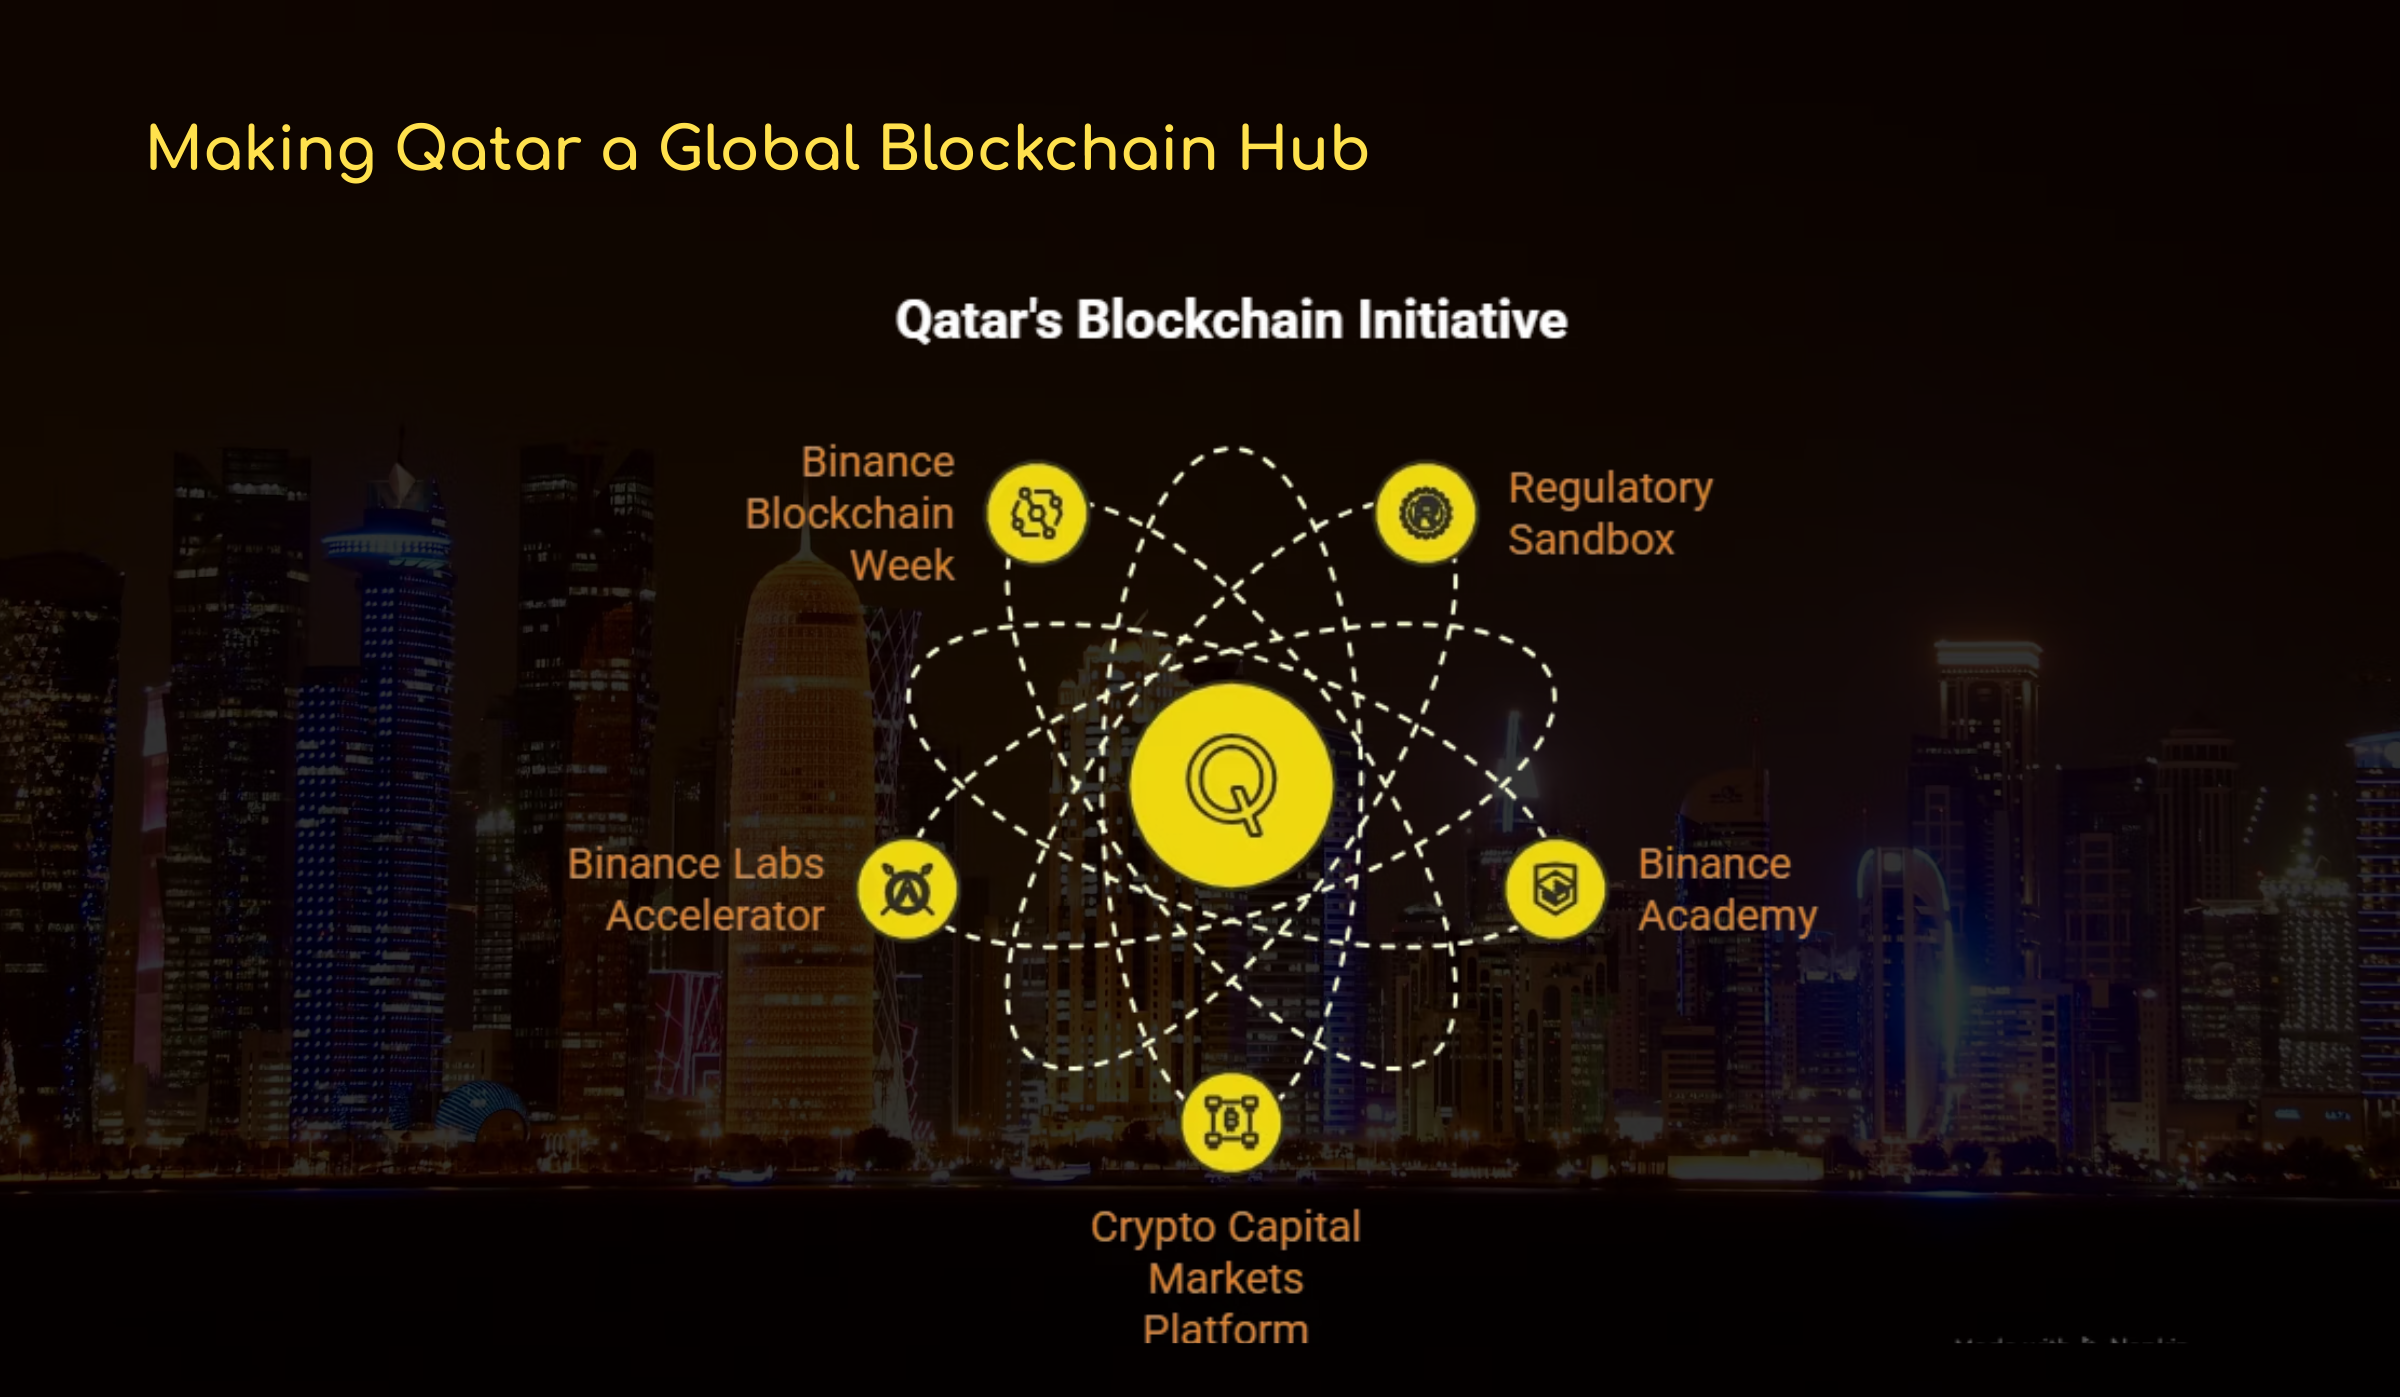 Making Qatar a Global Blockchain Hub
Qatar's Blockchain Initiative
Binance
Blockchain
Week
Regulatory
Sandbox
Q
Binance Labs
Accelerator
Binance
Academy
Crypto Capital
Markets
Platform